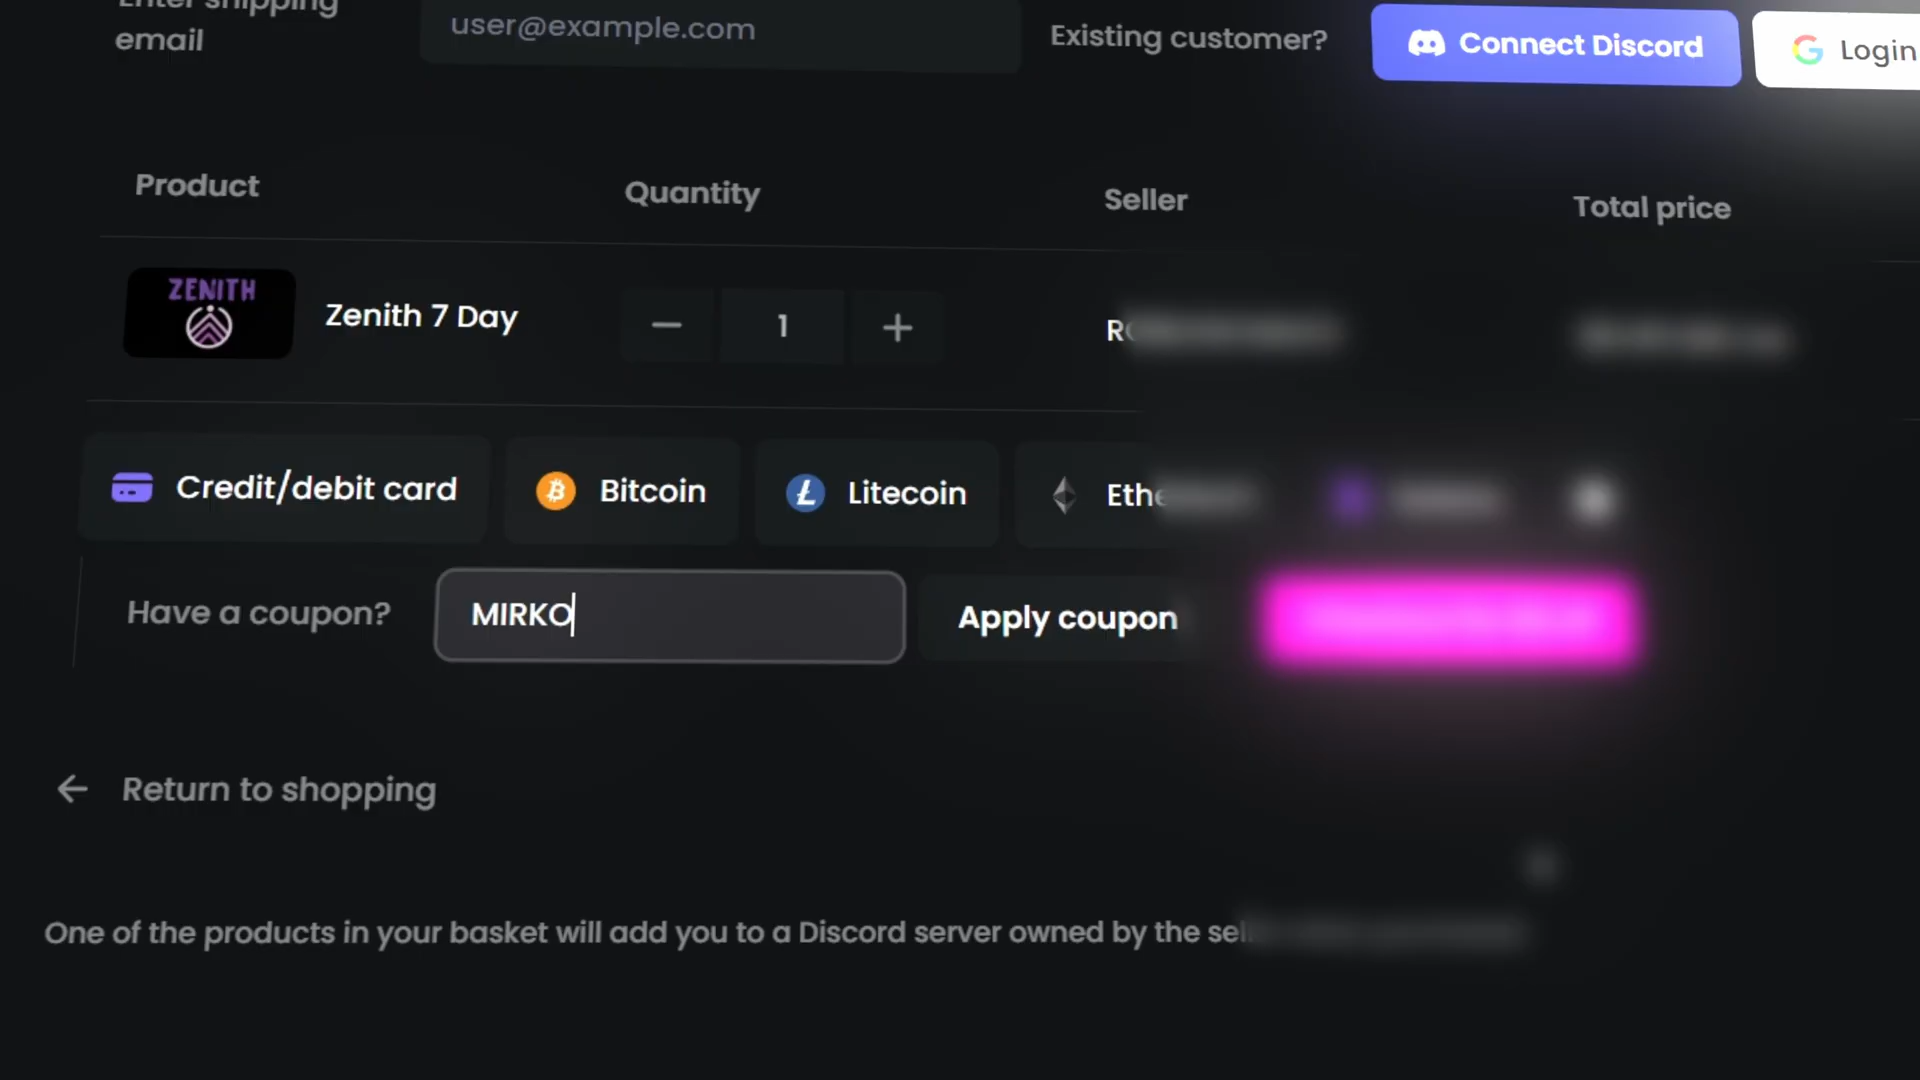 Enter shipping
email
user@example.com
Existing customer?
Connect Discord
Login
Product
Quantity
Seller
Total price
ZENITH
Zenith 7 Day
1
Credit/debit card
Bitcoin
Litecoin
Have a coupon?
MIRKO
Apply coupon
Return to shopping
One of the products in your basket will add you to a Discord server owned by the